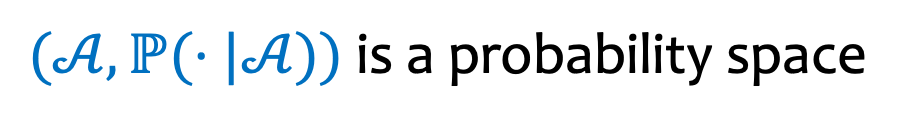 (𝒜, ℙ(· |𝒜)) is a probability space